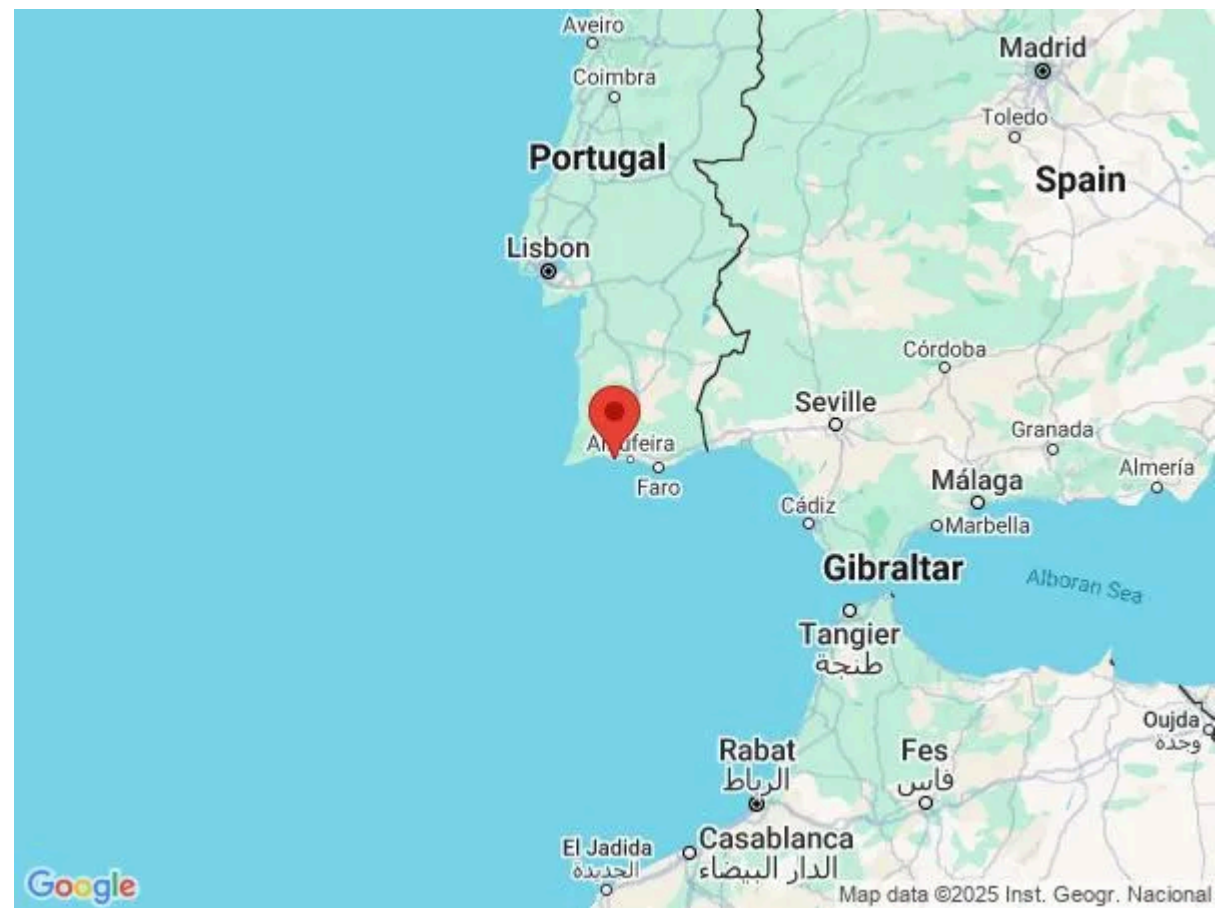 Aveiro
Madrid
Coimbra
Toledo
Portugal
Spain
Lisbon
Córdoba
Seville
Granada
Málaga
Almería
Faro
Cádiz
Marbella
Gibraltar
Alboran Sea
Tangier
طنجة
Oujda
وجدة
Rabat
الرباط
Fes
فاس
Casablanca
الدار البيضاء
El Jadida
الجديدة
Google
Map data ©2025 Inst. Geogr. Nacional